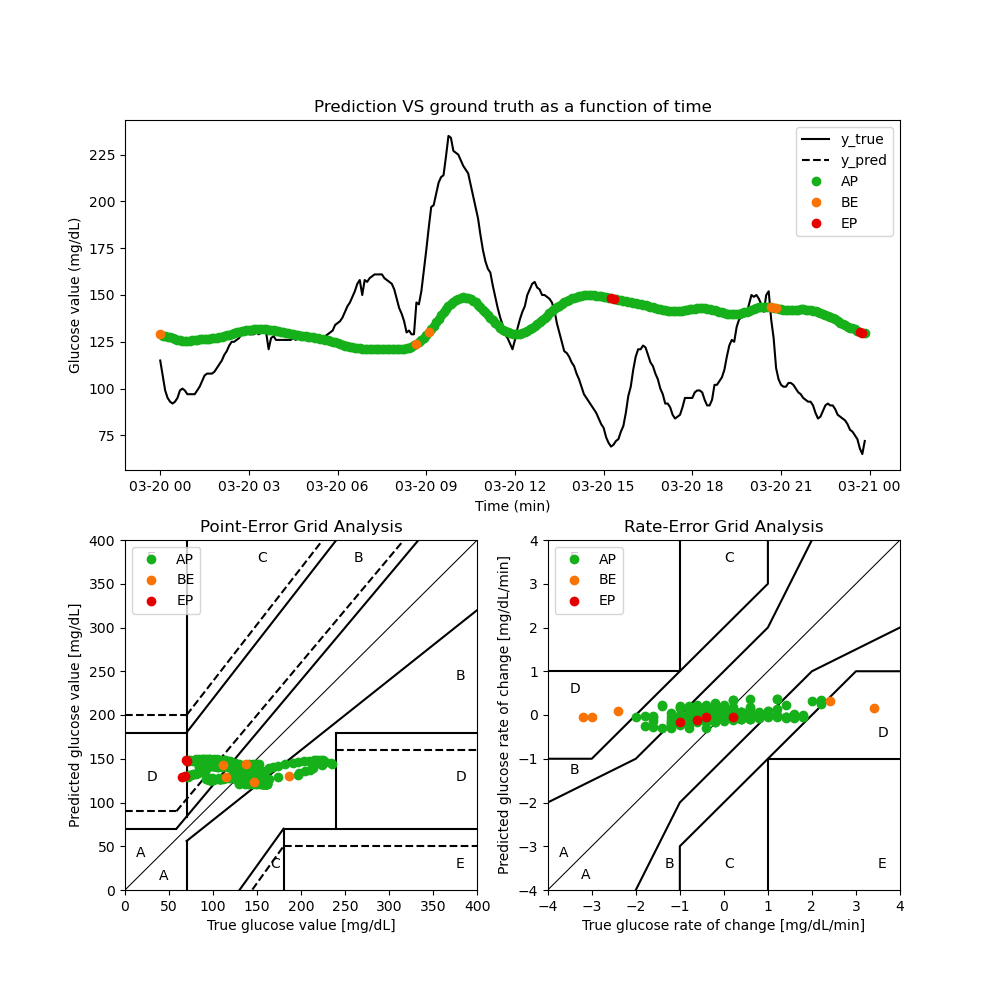 Prediction VS ground truth as a function of time
Glucose value (mg/dL)
225
200
175
150
125
100
75
y_true
y_pred
AP
BE
EP
03-20 00 03-20 03 03-20 06 03-20 09 03-20 12 03-20 15 03-20 18 03-20 21 03-21 00
Time (min)
Point-Error Grid Analysis
Predicted glucose value [mg/dL]
400
350
300
250
200
150
100
50
0
AP
BE
EP
C
B
B
D
D
A
A
C
E
0 50 100 150 200 250 300 350 400
True glucose value [mg/dL]
Rate-Error Grid Analysis
Predicted glucose rate of change [mg/dL/min]
4
3
2
1
0
−1
−2
−3
−4
AP
BE
EP
C
D
D
B
A
A
B
C
E
−4 −3 −2 −1 0 1 2 3 4
True glucose rate of change [mg/dL/min]